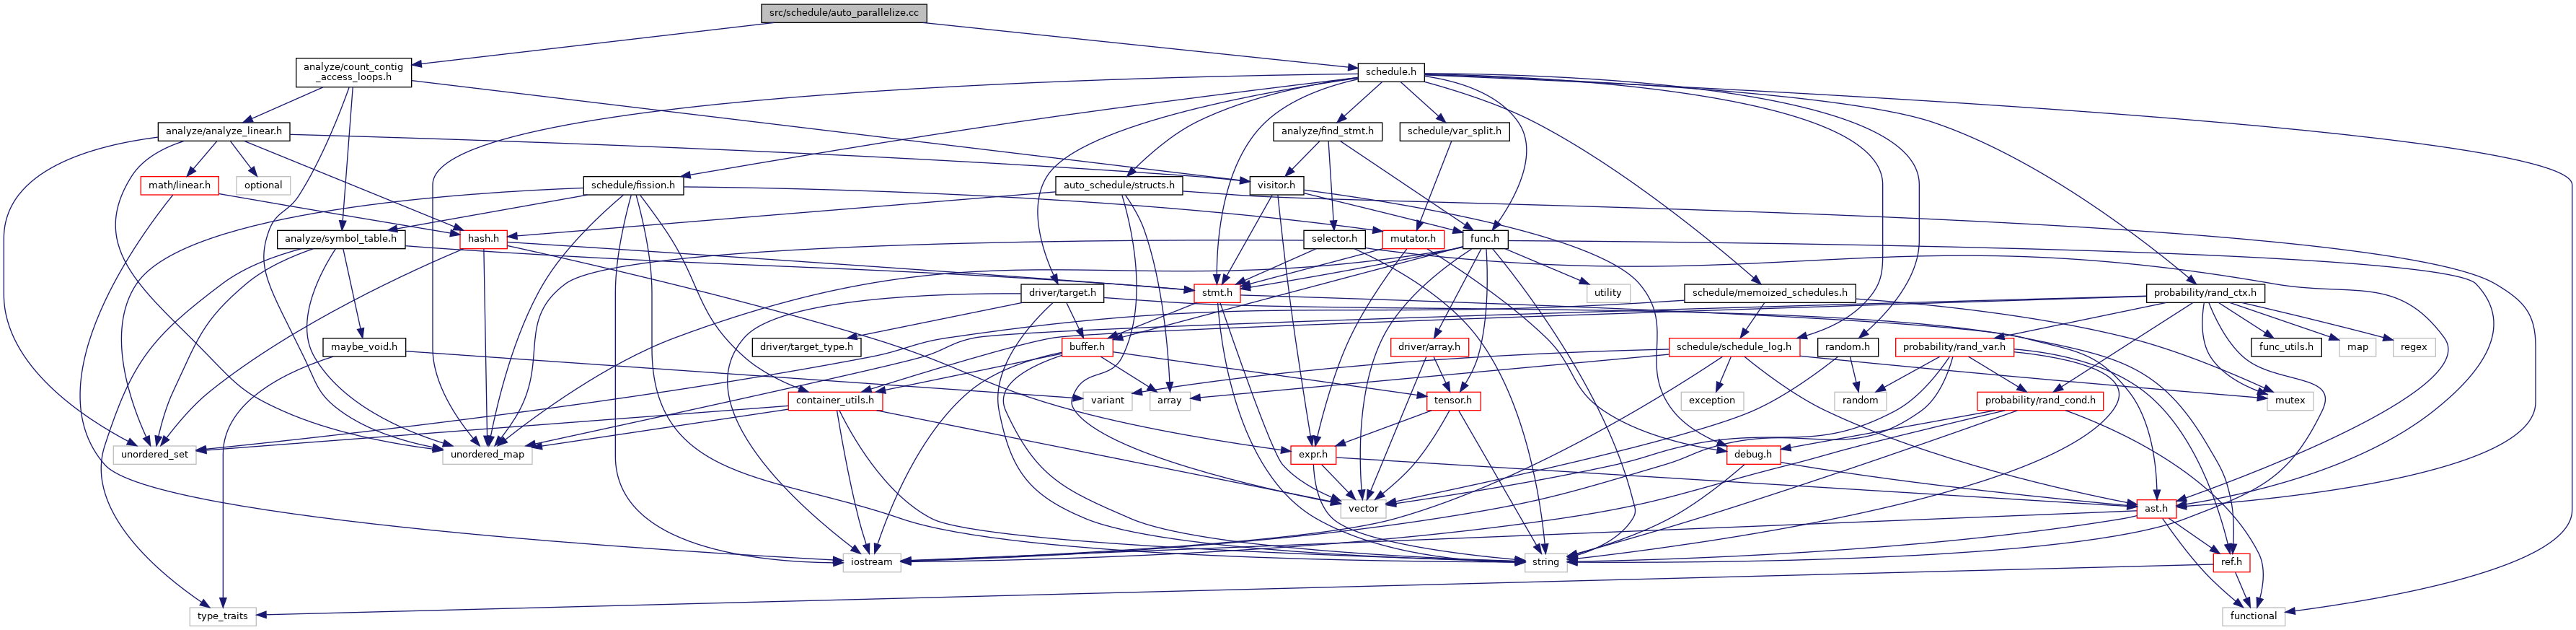 src/schedule/auto_parallelize.cc
analyze/count_contig
_access_loops.h
schedule.h
analyze/analyze_linear.h
analyze/find_stmt.h
schedule/var_split.h
math/linear.h
optional
schedule/fission.h
auto_schedule/structs.h
visitor.h
analyze/symbol_table.h
hash.h
selector.h
mutator.h
func.h
driver/target.h
stmt.h
utility
schedule/memoized_schedules.h
probability/rand_ctx.h
maybe_void.h
driver/target_type.h
buffer.h
driver/array.h
schedule/schedule_log.h
random.h
probability/rand_var.h
func_utils.h
map
regex
container_utils.h
variant
array
tensor.h
exception
random
probability/rand_cond.h
mutex
unordered_set
unordered_map
expr.h
debug.h
vector
ast.h
iostream
string
ref.h
type_traits
functional